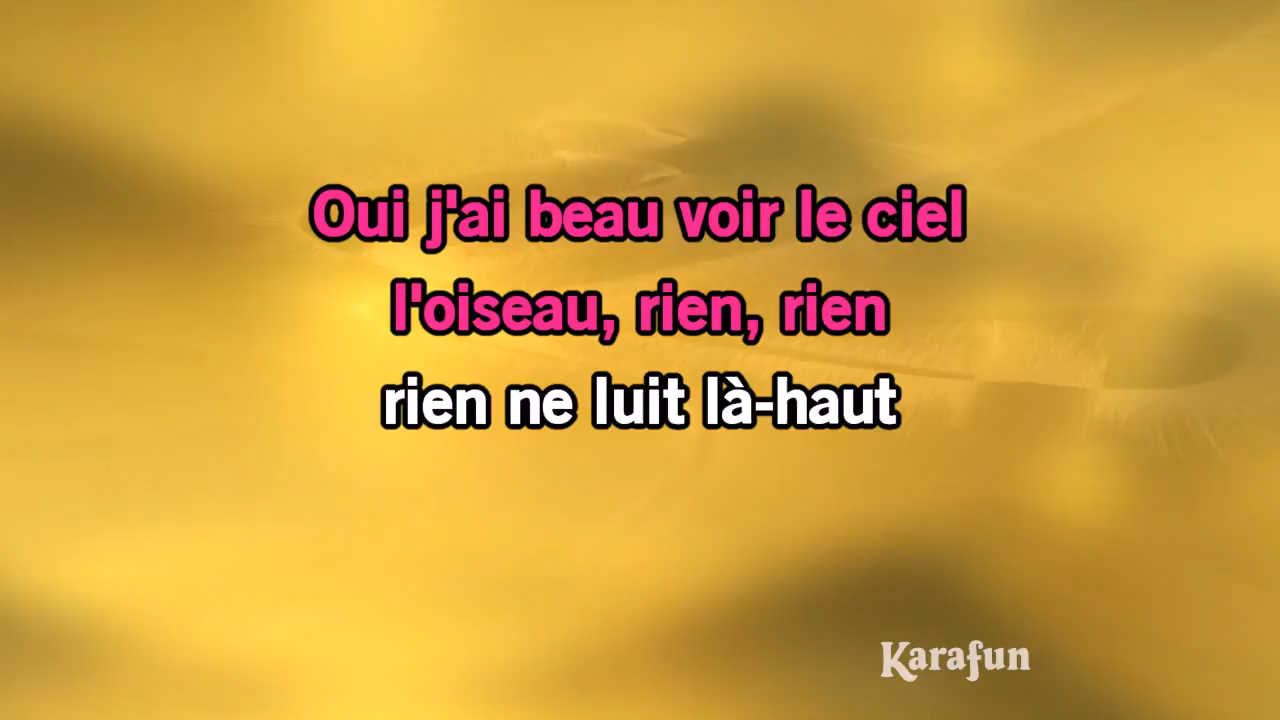 Oui j'ai beau voir le ciel
l'oiseau, rien, rien
rien ne luit là-haut
Karafun